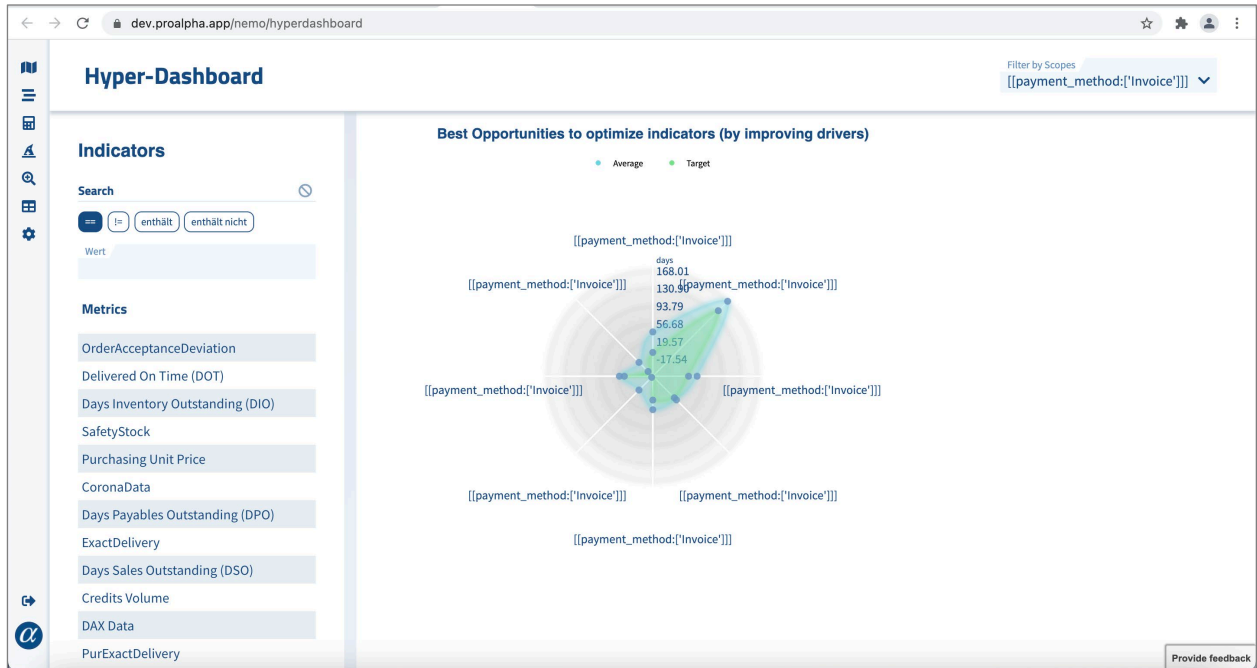 dev.proalpha.app/nemo/hyperdashboard
Hyper-Dashboard
Filter by Scopes
[[payment_method:['Invoice']]]
Indicators
Search
== != enthält enthält nicht
Wert
Metrics
OrderAcceptanceDeviation
Delivered On Time (DOT)
Days Inventory Outstanding (DIO)
SafetyStock
Purchasing Unit Price
CoronaData
Days Payables Outstanding (DPO)
ExactDelivery
Days Sales Outstanding (DSO)
Credits Volume
DAX Data
PurExactDelivery
Best Opportunities to optimize indicators (by improving drivers)
Average Target
[[payment_method:['Invoice']]]
days
168.01
[[payment_method:['Invoice']]] 130.90 [[payment_method:['Invoice']]]
93.79
56.68
19.57
-17.54
[[payment_method:['Invoice']]] [[payment_method:['Invoice']]]
[[payment_method:['Invoice']]] [[payment_method:['Invoice']]]
[[payment_method:['Invoice']]]
α
Provide feedback